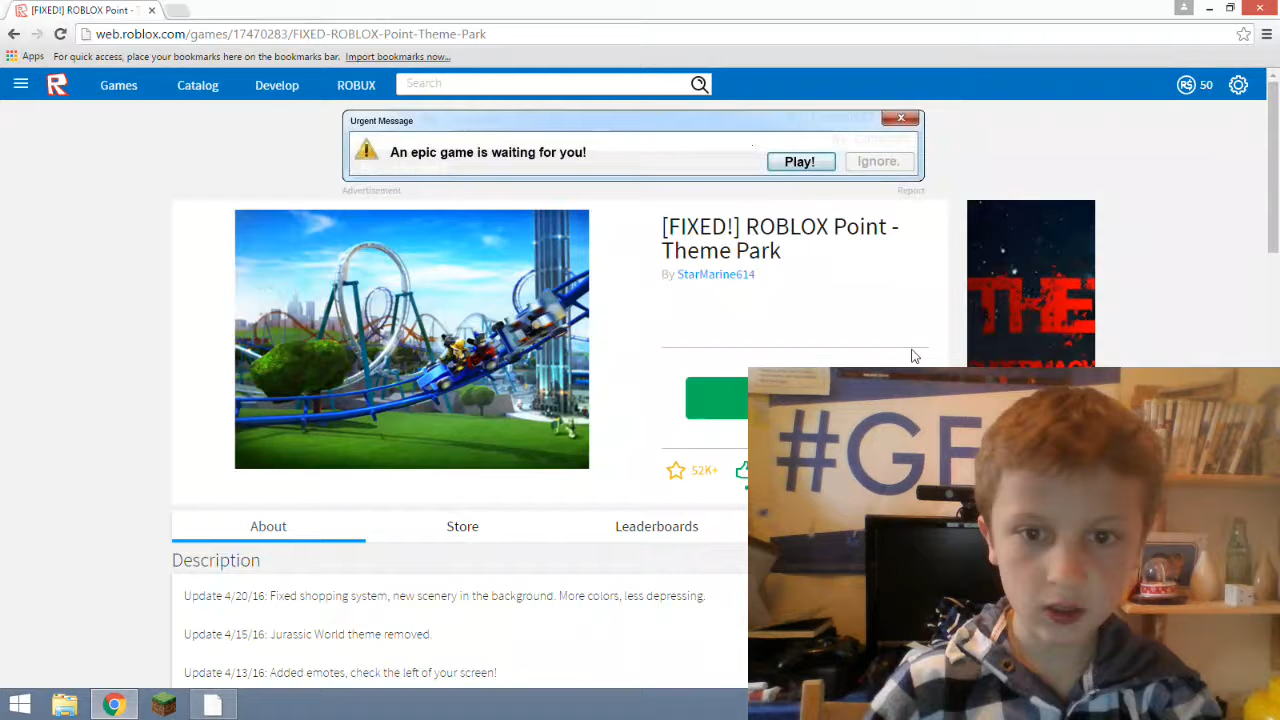 [FIXED!] ROBLOX Point - T
web.roblox.com/games/17470283/FIXED-ROBLOX-Point-Theme-Park
Apps For quick access, place your bookmarks here on the bookmarks bar. Import bookmarks now...
Games Catalog Develop ROBUX Search R$ 50
Urgent Message
An epic game is waiting for you! Play! Ignore.
Advertisement Report
[FIXED!] ROBLOX Point -
Theme Park
By StarMarine614
THE
52K+
#GE
About Store Leaderboards
Description
Update 4/20/16: Fixed shopping system, new scenery in the background. More colors, less depressing.
Update 4/15/16: Jurassic World theme removed.
Update 4/13/16: Added emotes, check the left of your screen!